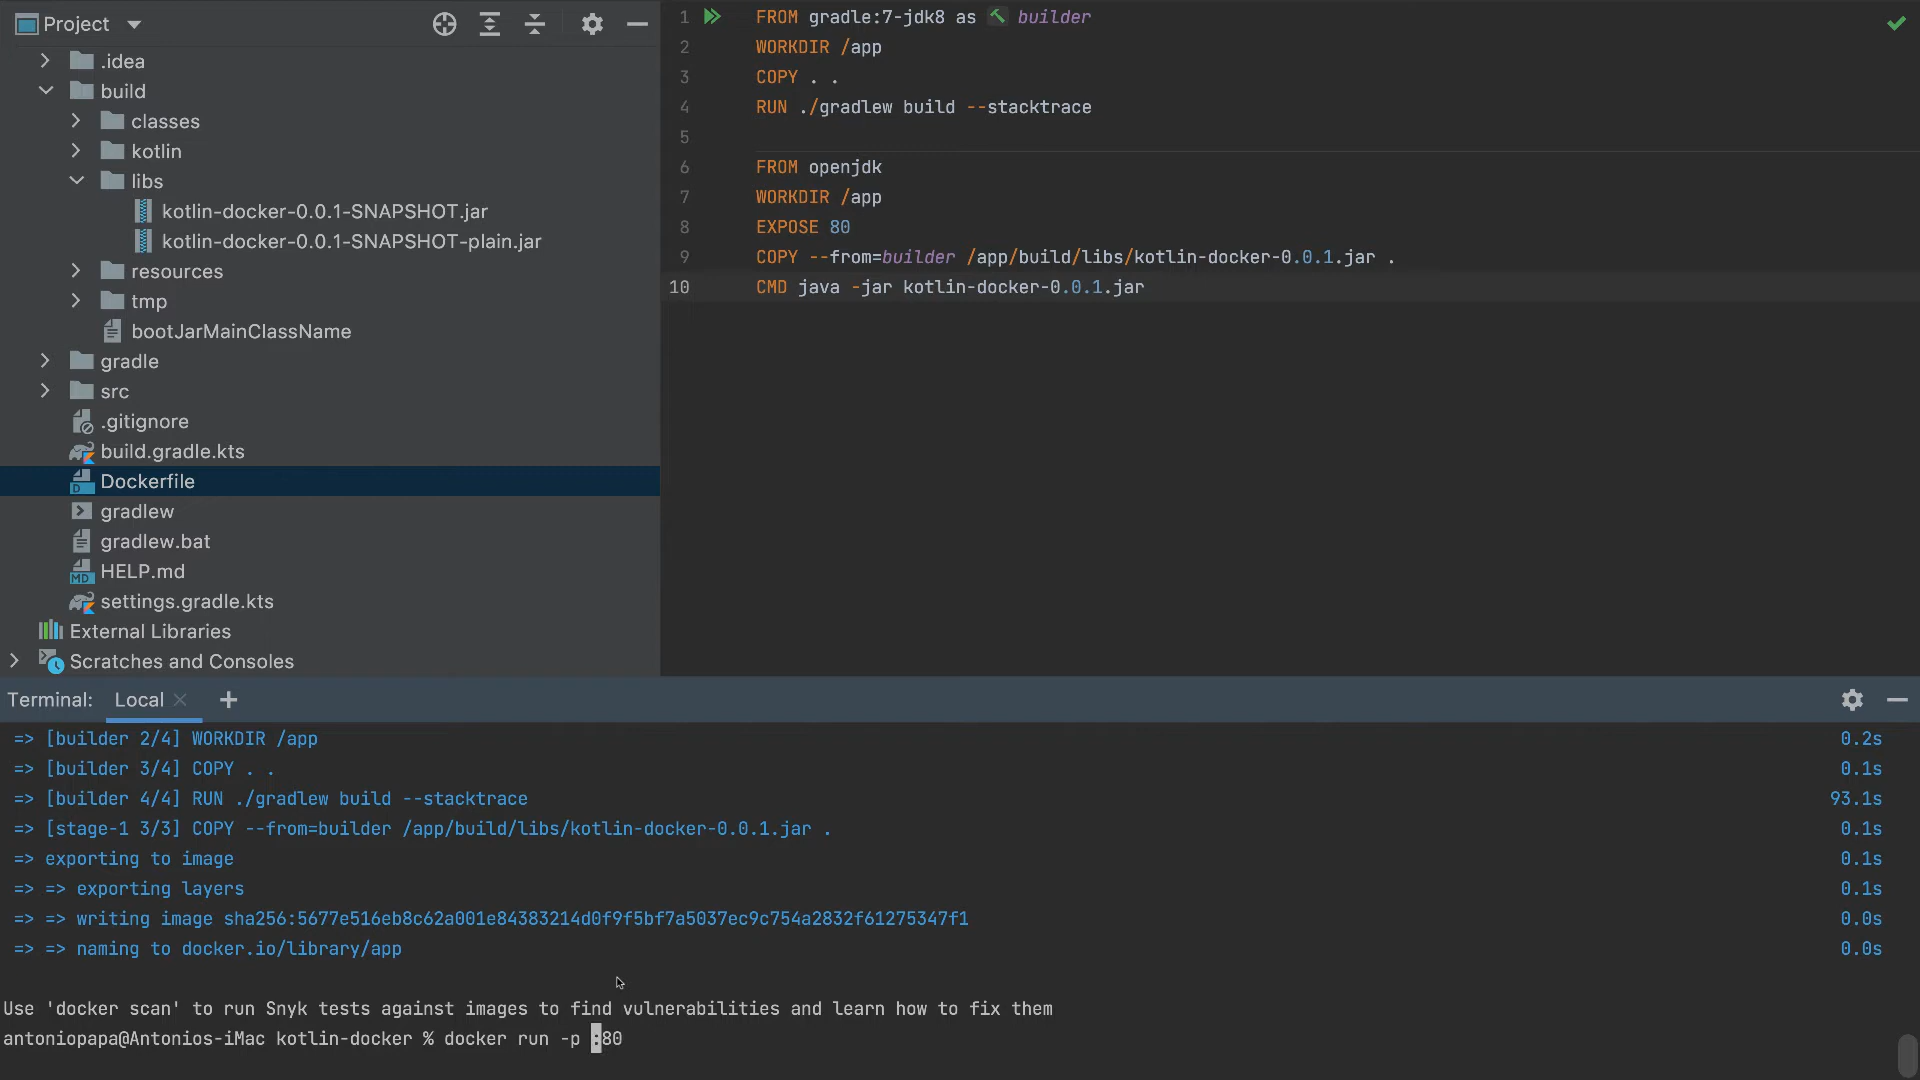 Project
.idea
build
classes
kotlin
libs
kotlin-docker-0.0.1-SNAPSHOT.jar
kotlin-docker-0.0.1-SNAPSHOT-plain.jar
resources
tmp
bootJarMainClassName
gradle
src
.gitignore
build.gradle.kts
Dockerfile
gradlew
gradlew.bat
HELP.md
settings.gradle.kts
External Libraries
Scratches and Consoles
1 FROM gradle:7-jdk8 as builder
2 WORKDIR /app
3 COPY . .
4 RUN ./gradlew build --stacktrace
5
6 FROM openjdk
7 WORKDIR /app
8 EXPOSE 80
9 COPY --from=builder /app/build/libs/kotlin-docker-0.0.1.jar .
10 CMD java -jar kotlin-docker-0.0.1.jar
Terminal: Local
=> [builder 2/4] WORKDIR /app 0.2s
=> [builder 3/4] COPY . . 0.1s
=> [builder 4/4] RUN ./gradlew build --stacktrace 93.1s
=> [stage-1 3/3] COPY --from=builder /app/build/libs/kotlin-docker-0.0.1.jar . 0.1s
=> exporting to image 0.1s
=> => exporting layers 0.1s
=> => writing image sha256:5677e516eb8c62a001e84383214d0f9f5bf7a5037ec9c754a2832f61275347f1 0.0s
=> => naming to docker.io/library/app 0.0s
Use 'docker scan' to run Snyk tests against images to find vulnerabilities and learn how to fix them
antoniopapa@Antonios-iMac kotlin-docker % docker run -p :80